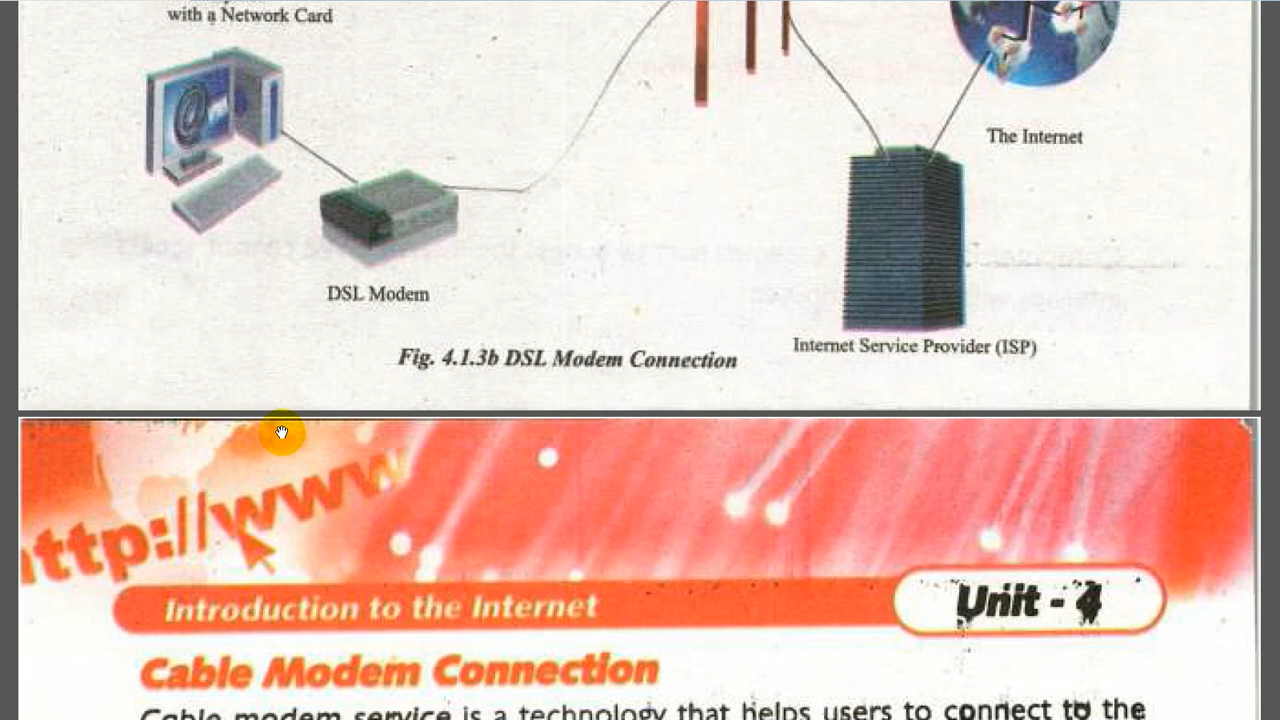 with a Network Card
The Internet
DSL Modem
Internet Service Provider (ISP)
Fig. 4.1.3b DSL Modem Connection
ttp://www
Introduction to the Internet
Unit - 4
Cable Modem Connection
Cable modem service is a technology that helps users to connect to the